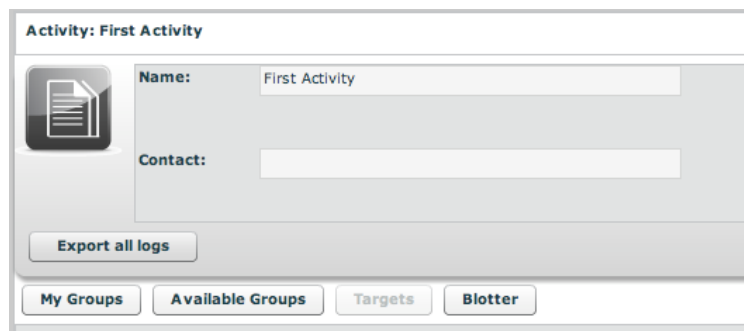 Activity: First Activity
Name: First Activity
Contact:
Export all logs
My Groups Available Groups Targets Blotter